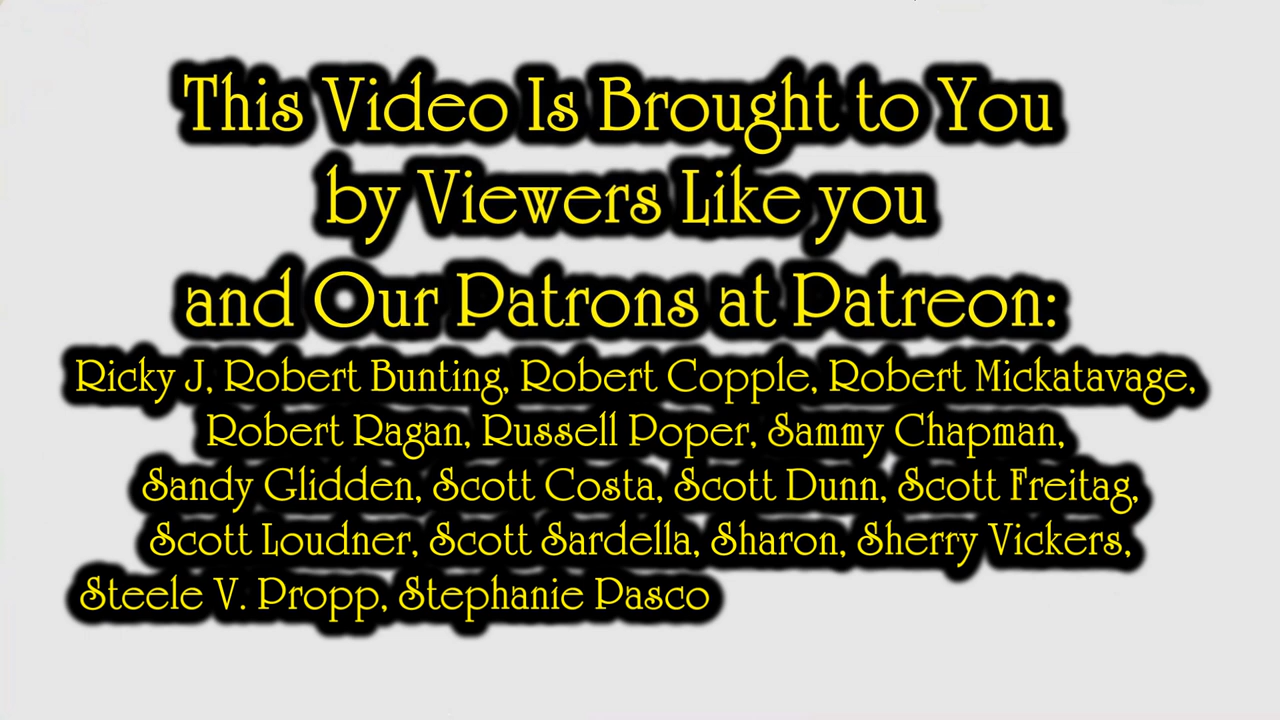 This Video Is Brought to You
by Viewers Like you
and Our Patrons at Patreon:
Ricky J, Robert Bunting, Robert Copple, Robert Mickatavage,
Robert Ragan, Russell Poper, Sammy Chapman,
Sandy Glidden, Scott Costa, Scott Dunn, Scott Freitag,
Scott Loudner, Scott Sardella, Sharon, Sherry Vickers,
Steele V. Propp, Stephanie Pasco